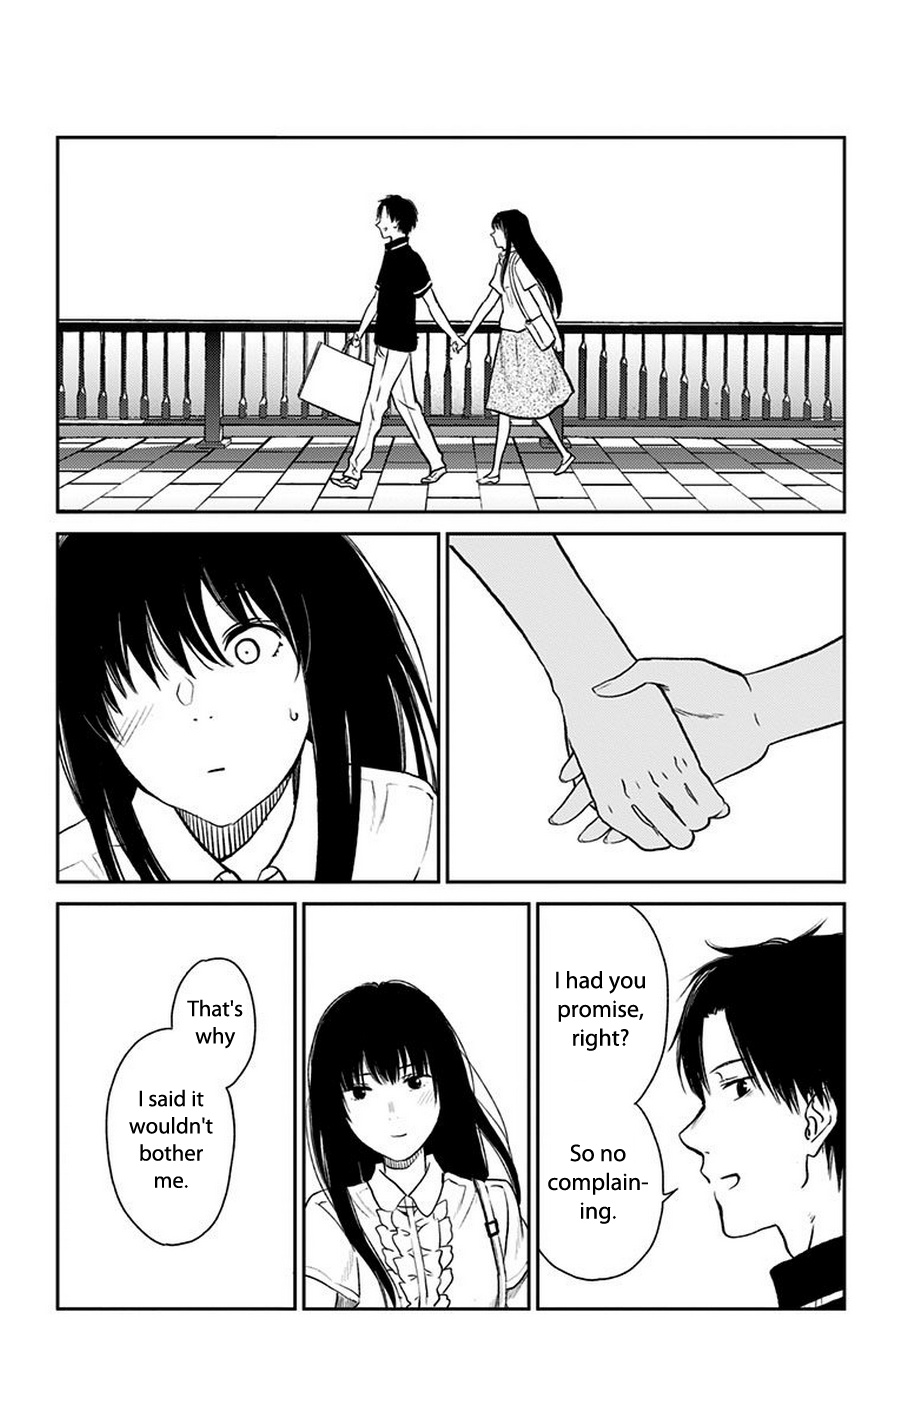 I had you
promise,
right?
So no
complain-
ing.
That's
why
I said it
wouldn't
bother
me.